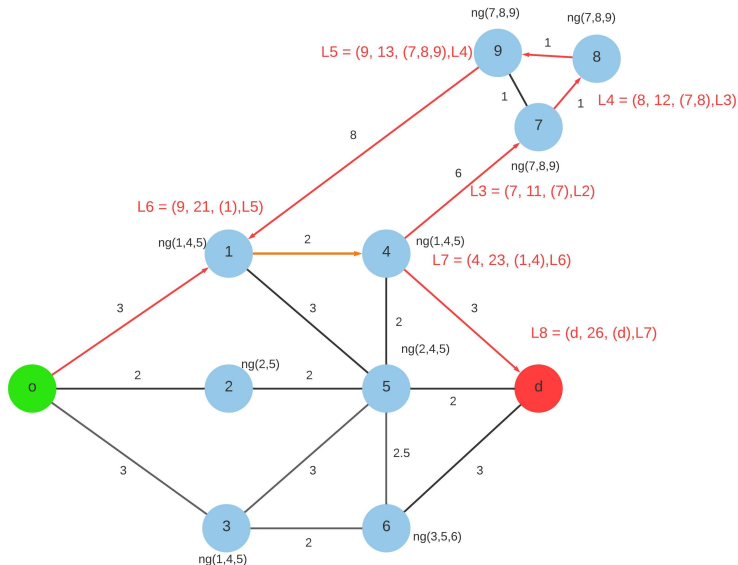 ng(7,8,9)
ng(7,8,9)
L5 = (9, 13, (7,8,9),L4)
9
1
8
1
1
L4 = (8, 12, (7,8),L3)
7
8
ng(7,8,9)
6
L3 = (7, 11, (7),L2)
L6 = (9, 21, (1),L5)
ng(1,4,5)
1
2
4
ng(1,4,5)
L7 = (4, 23, (1,4),L6)
3
3
2
3
L8 = (d, 26, (d),L7)
ng(2,4,5)
ng(2,5)
o
2
2
2
5
2
d
3
3
2.5
3
3
2
6
ng(3,5,6)
ng(1,4,5)